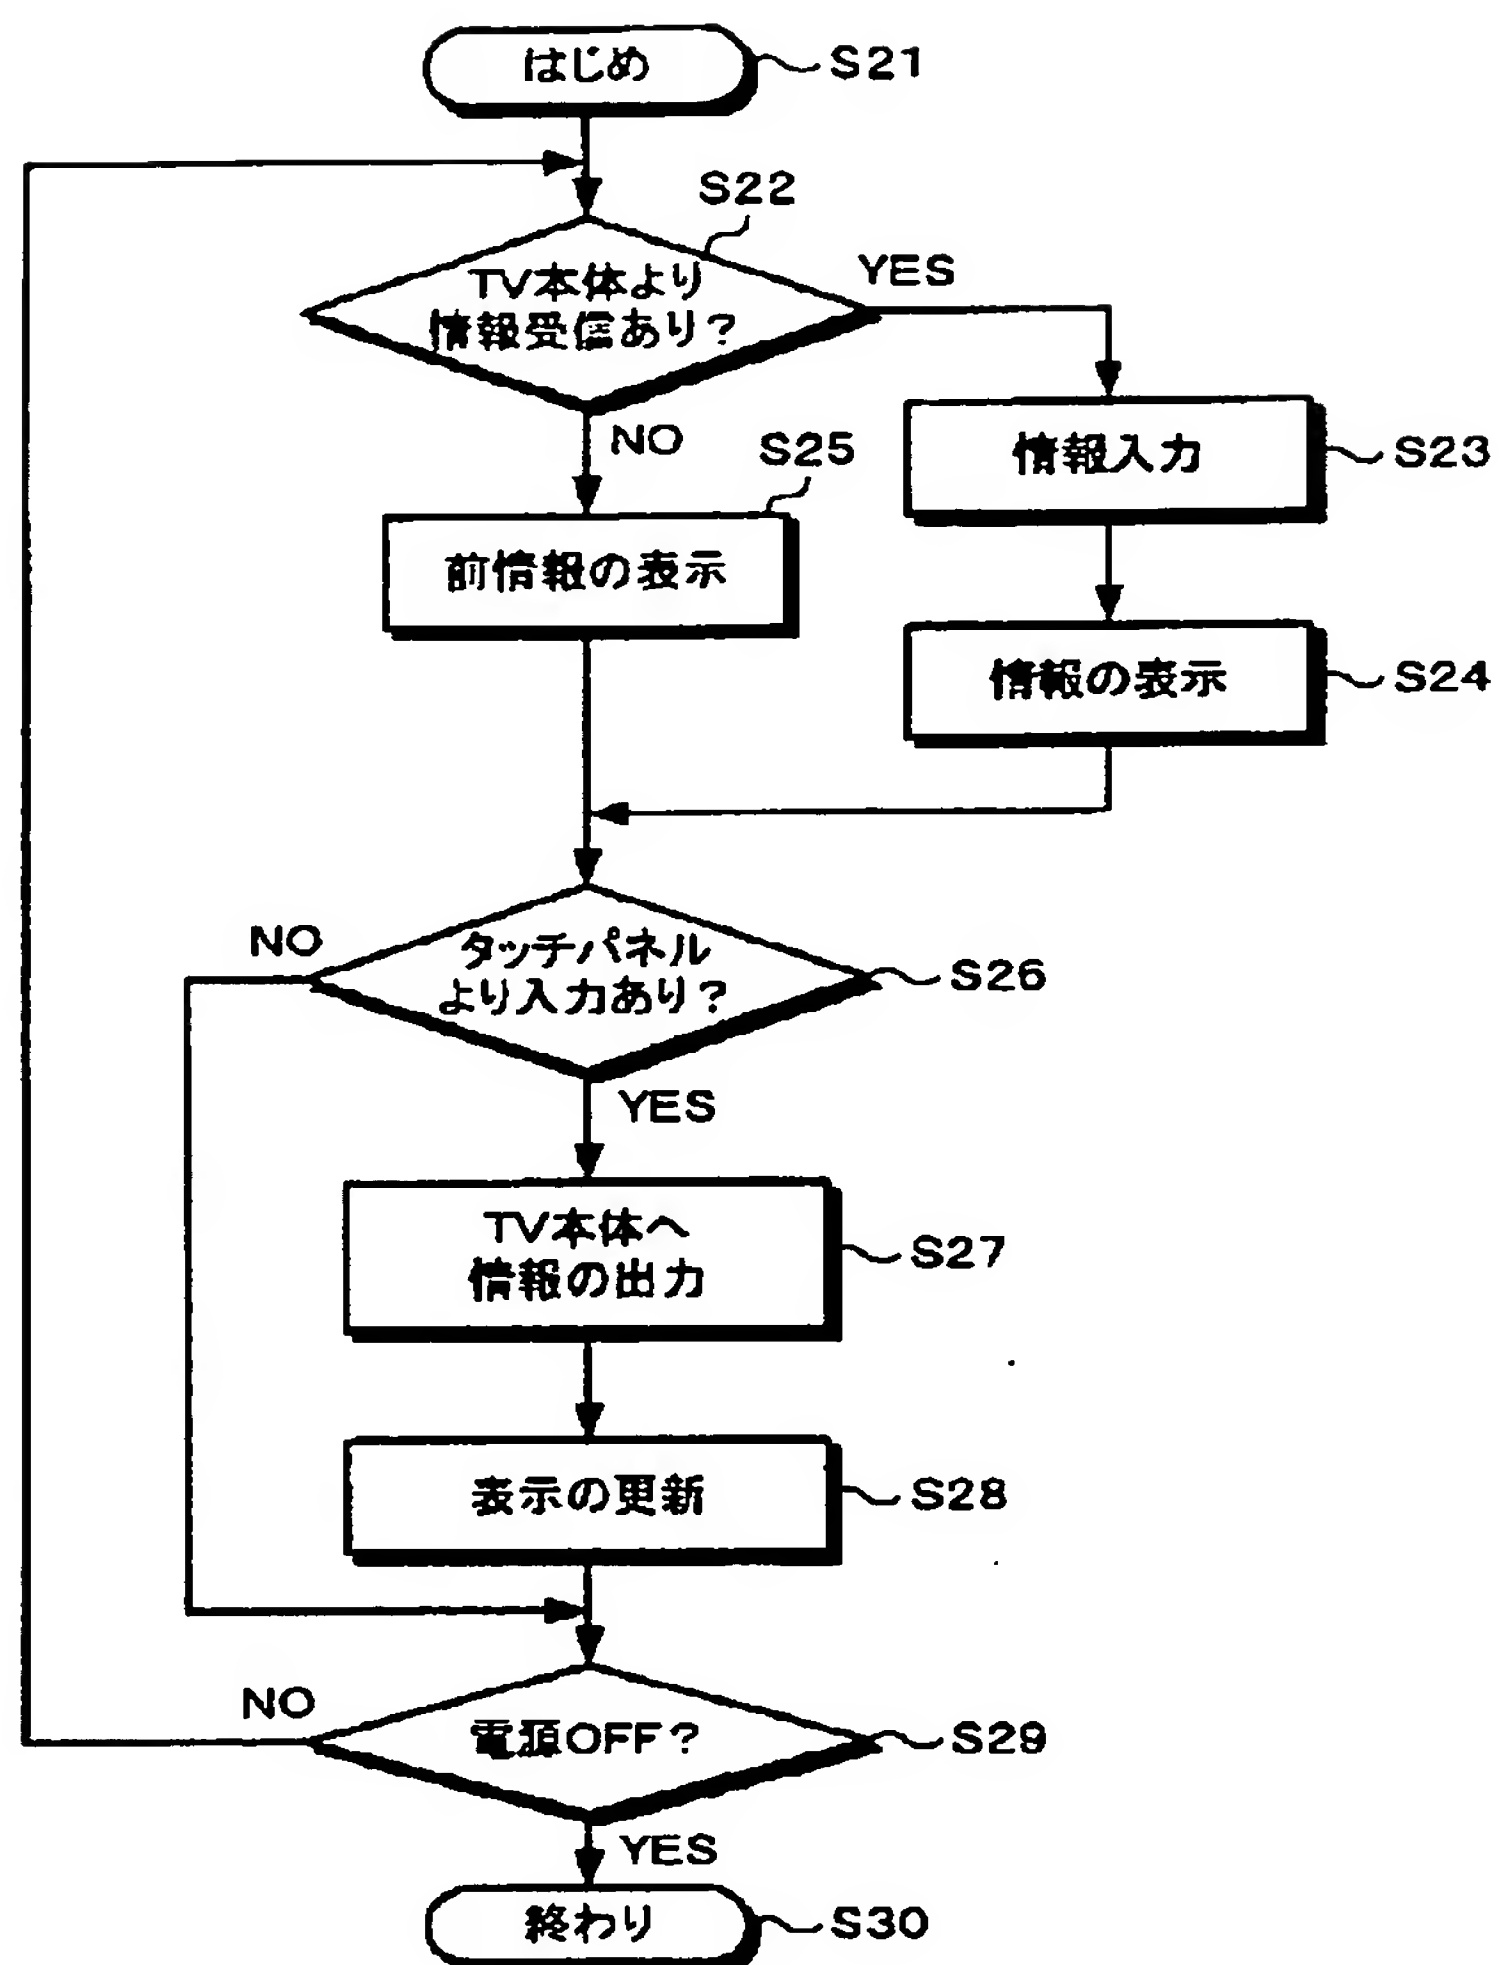 はじめ
S21
S22
TV本体より
情報受信あり?
YES
NO
情報入力
S23
S25
前情報の表示
情報の表示
S24
NO
タッチパネル
より入力あり?
S26
YES
TV本体へ
情報の出力
S27
表示の更新
S28
NO
電源OFF?
S29
YES
終わり
S30